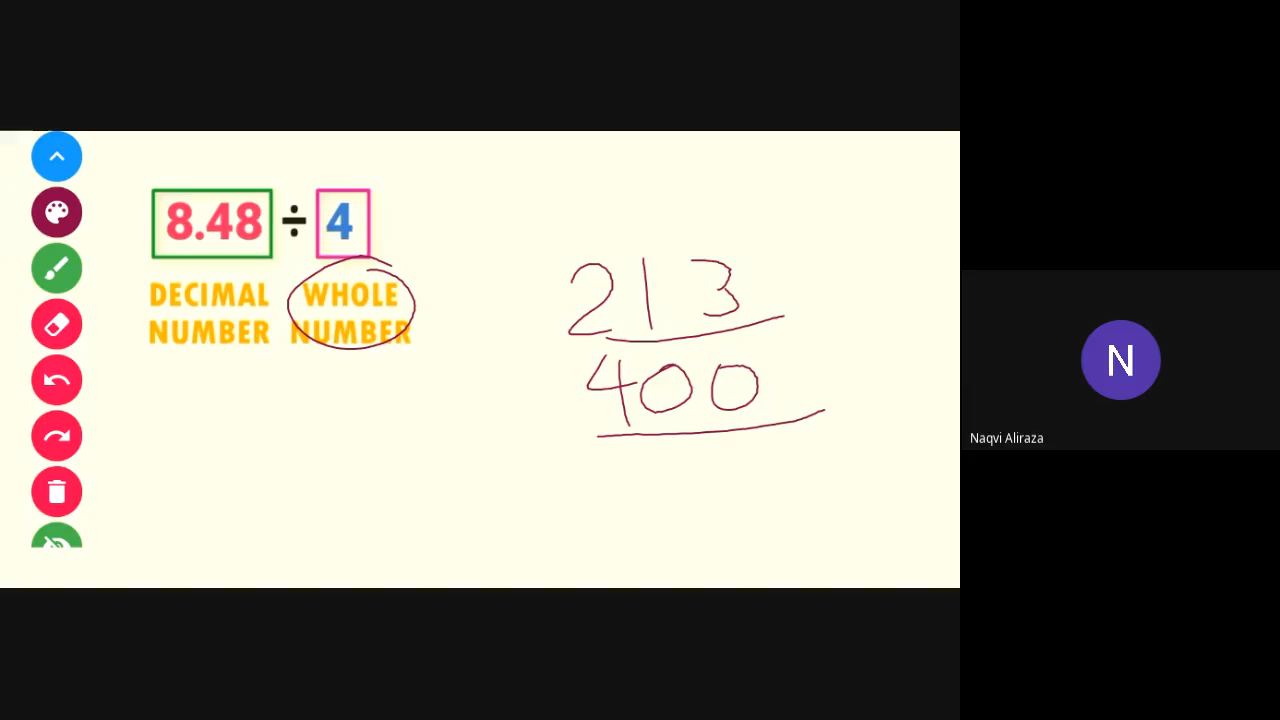 8.48 ÷ 4
DECIMAL WHOLE
NUMBER NUMBER
213
400
N
Naqvi Aliraza